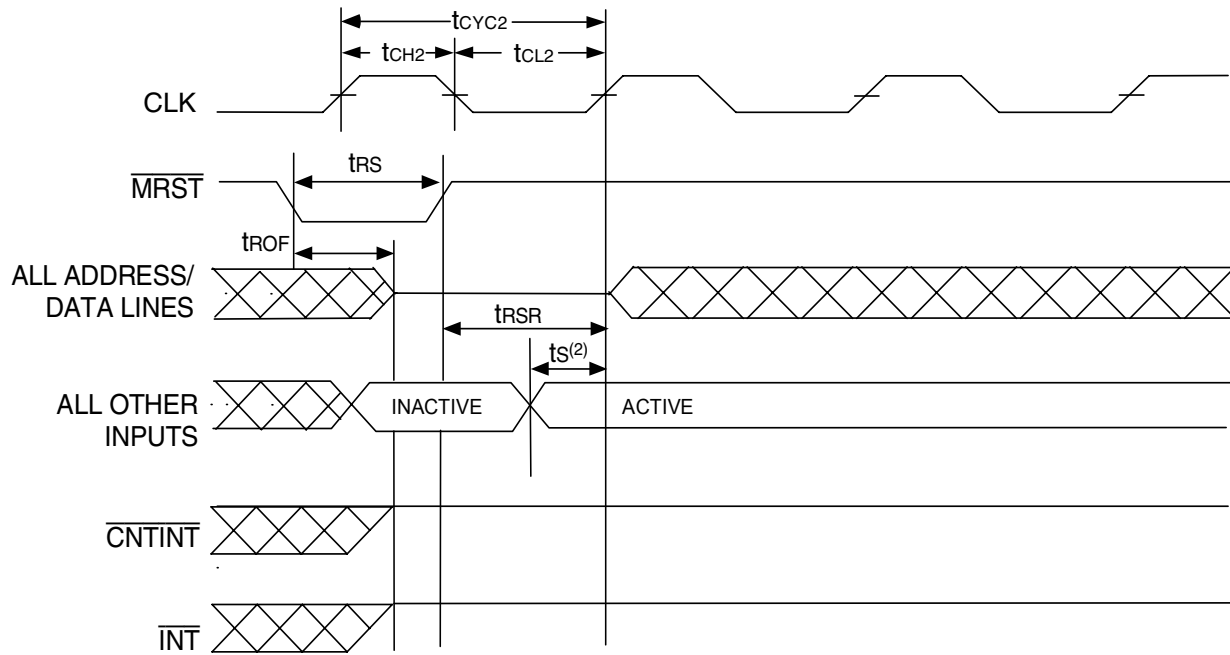 tCYC2
tCH2
tCL2
CLK
tRS
MRST
tROF
ALL ADDRESS/
DATA LINES
tRSR
tS(2)
ALL OTHER
INPUTS
INACTIVE
ACTIVE
CNTINT
INT